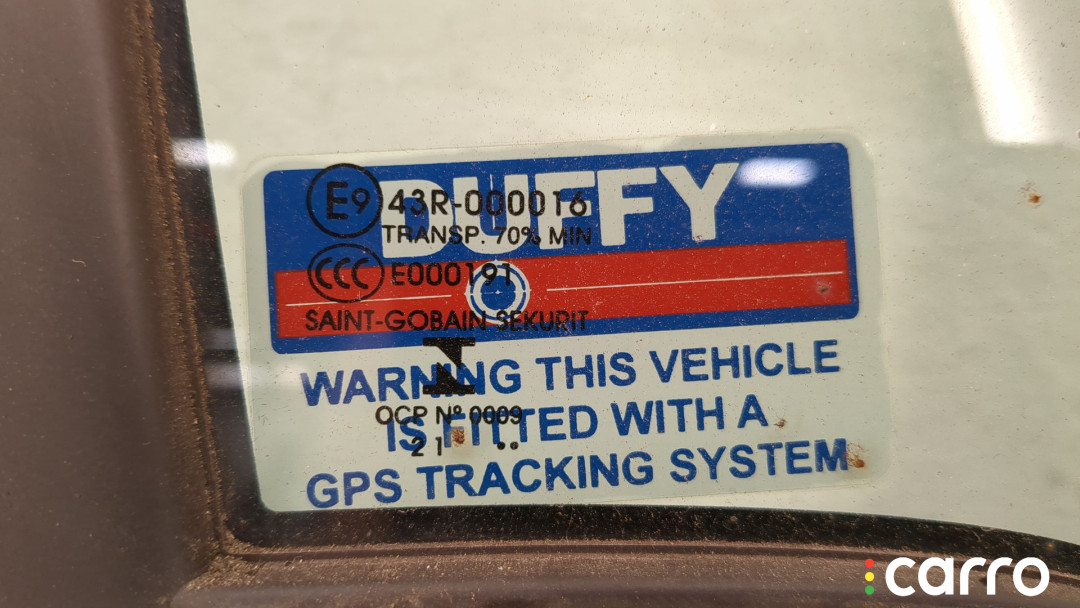 DUFFY
E9 43R-000016
TRANSP. 70% MIN
CCC E000191
SAINT-GOBAIN SEKURIT
WARNING THIS VEHICLE
OCP Nº 0009
IS FITTED WITH A
21 ..
GPS TRACKING SYSTEM
carro